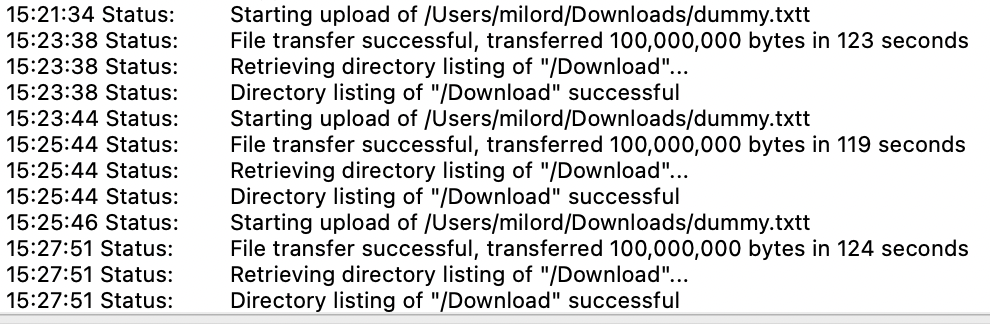 15:21:34 Status: Starting upload of /Users/milord/Downloads/dummy.txtt
15:23:38 Status: File transfer successful, transferred 100,000,000 bytes in 123 seconds
15:23:38 Status: Retrieving directory listing of "/Download"...
15:23:38 Status: Directory listing of "/Download" successful
15:23:44 Status: Starting upload of /Users/milord/Downloads/dummy.txtt
15:25:44 Status: File transfer successful, transferred 100,000,000 bytes in 119 seconds
15:25:44 Status: Retrieving directory listing of "/Download"...
15:25:44 Status: Directory listing of "/Download" successful
15:25:46 Status: Starting upload of /Users/milord/Downloads/dummy.txtt
15:27:51 Status: File transfer successful, transferred 100,000,000 bytes in 124 seconds
15:27:51 Status: Retrieving directory listing of "/Download"...
15:27:51 Status: Directory listing of "/Download" successful